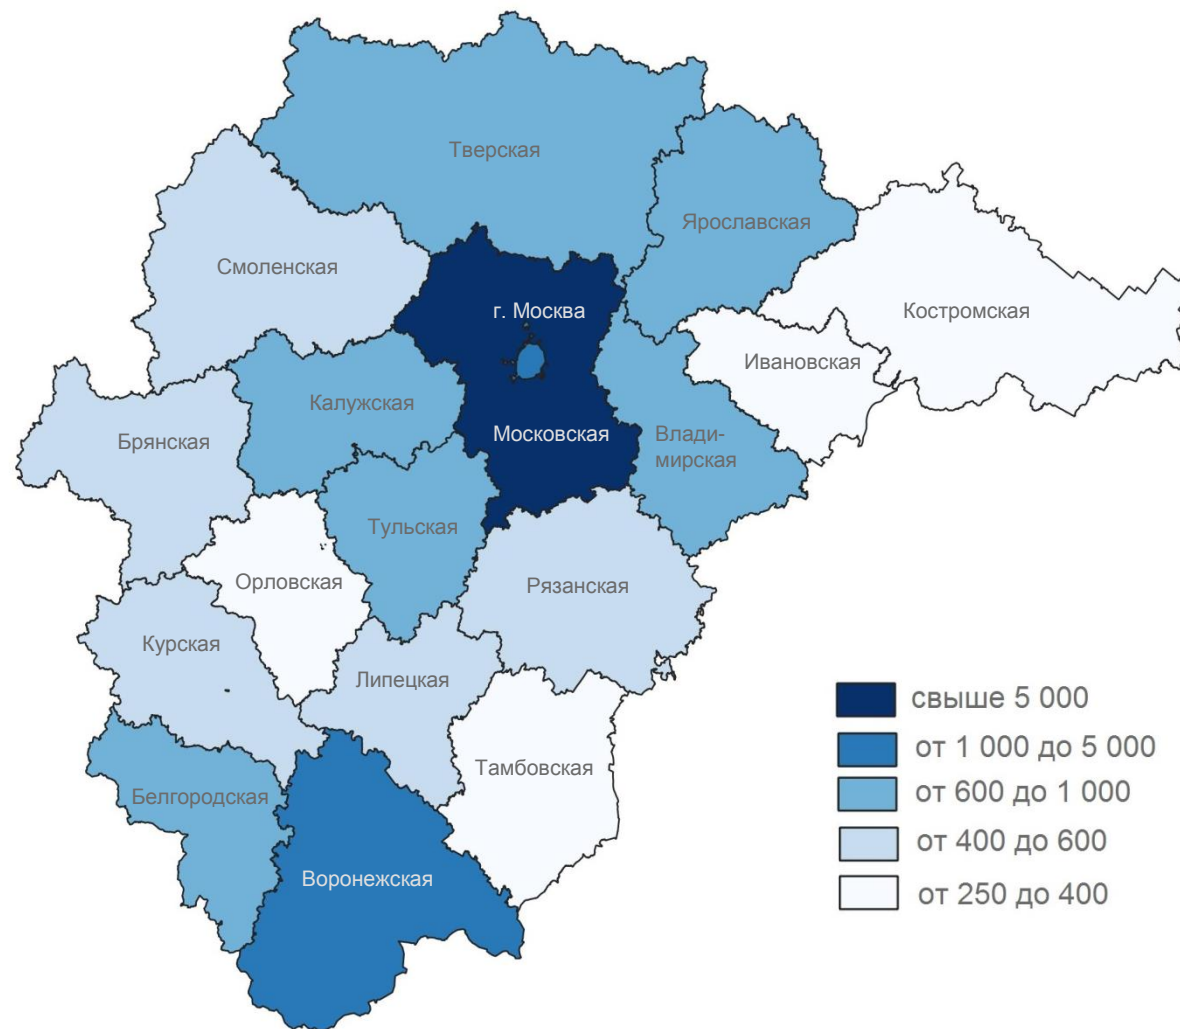 Тверская
Ярославская
Смоленская
г. Москва
Костромская
Ивановская
Калужская
Брянская
Московская
Влади-
мирская
Тульская
Орловская
Рязанская
Курская
Липецкая
Тамбовская
Белгородская
Воронежская
свыше 5 000
от 1 000 до 5 000
от 600 до 1 000
от 400 до 600
от 250 до 400